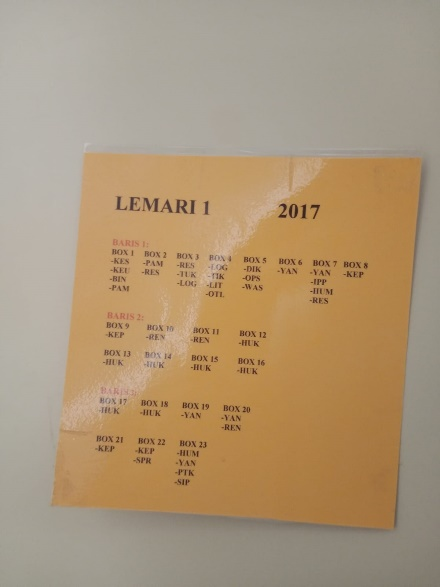 LEMARI 1 2017
BARIS 1:
BOX 1 BOX 2 BOX 3 BOX 4 BOX 5 BOX 6 BOX 7 BOX 8
-KES -PAM -RES -LOG -DIK -YAN -YAN -KEP
-KEU -RES -TUK -TIK -OPS -IPP
-BIN -LOG -LIT -WAS -HUM
-PAM -OTL -RES
BARIS 2:
BOX 9 BOX 10 BOX 11 BOX 12
-KEP -REN -REN -HUK
BOX 13 BOX 14 BOX 15 BOX 16
-HUK -HUK -HUK -HUK
BARIS
BOX 17 BOX 18 BOX 19 BOX 20
-HUK -HUK -YAN -YAN
-REN
BOX 21 BOX 22 BOX 23
-KEP -KEP -HUM
-SPR -YAN
-PTK
-SIP